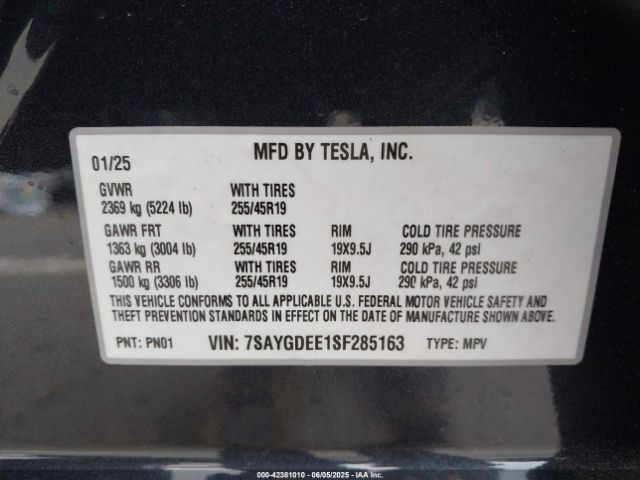 01/25 MFD BY TESLA, INC.
GVWR WITH TIRES
2369 kg (5224 lb) 255/45R19
GAWR FRT WITH TIRES RIM COLD TIRE PRESSURE
1363 kg (3004 lb) 255/45R19 19X9.5J 290 kPa, 42 psi
GAWR RR WITH TIRES RIM COLD TIRE PRESSURE
1500 kg (3306 lb) 255/45R19 19X9.5J 290 kPa, 42 psi
THIS VEHICLE CONFORMS TO ALL APPLICABLE U.S. FEDERAL MOTOR VEHICLE SAFETY AND
THEFT PREVENTION STANDARDS IN EFFECT ON THE DATE OF MANUFACTURE SHOWN ABOVE.
PNT: PN01 VIN: 7SAYGDEE1SF285163 TYPE: MPV
000-42381010 - 06/05/2025 - IAA Inc.